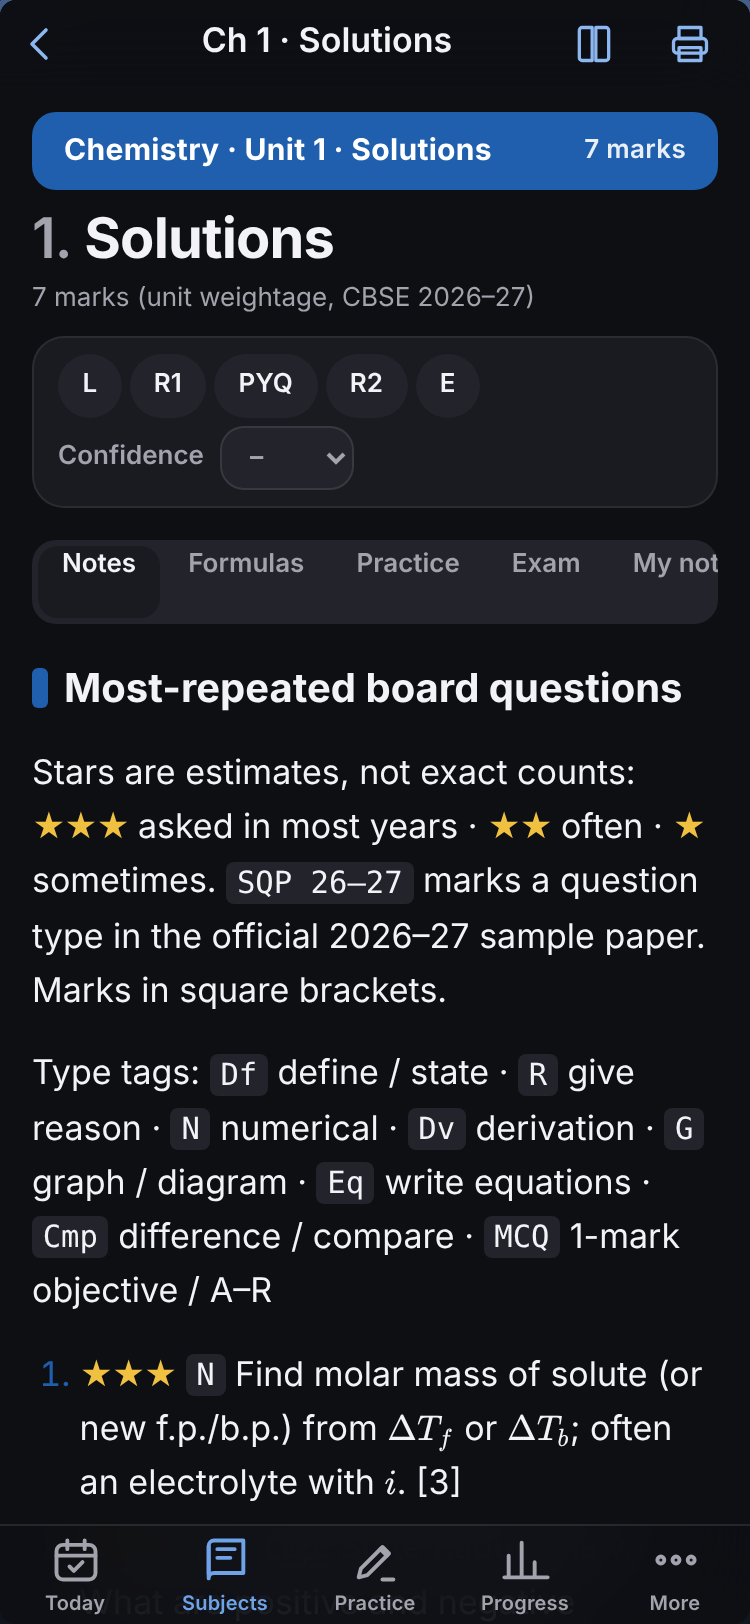 Ch 1 · Solutions
Chemistry · Unit 1 · Solutions 7 marks
1. Solutions
7 marks (unit weightage, CBSE 2026–27)
L R1 PYQ R2 E
Confidence –
Notes Formulas Practice Exam My not
Most-repeated board questions
Stars are estimates, not exact counts:
★★★ asked in most years · ★★ often · ★
sometimes. SQP 26–27 marks a question
type in the official 2026–27 sample paper.
Marks in square brackets.
Type tags: Df define / state · R give
reason · N numerical · Dv derivation · G
graph / diagram · Eq write equations ·
Cmp difference / compare · MCQ 1-mark
objective / A–R
1. ★★★ N Find molar mass of solute (or
new f.p./b.p.) from ΔT_f or ΔT_b; often
an electrolyte with i. [3]
Today Subjects Practice Progress More